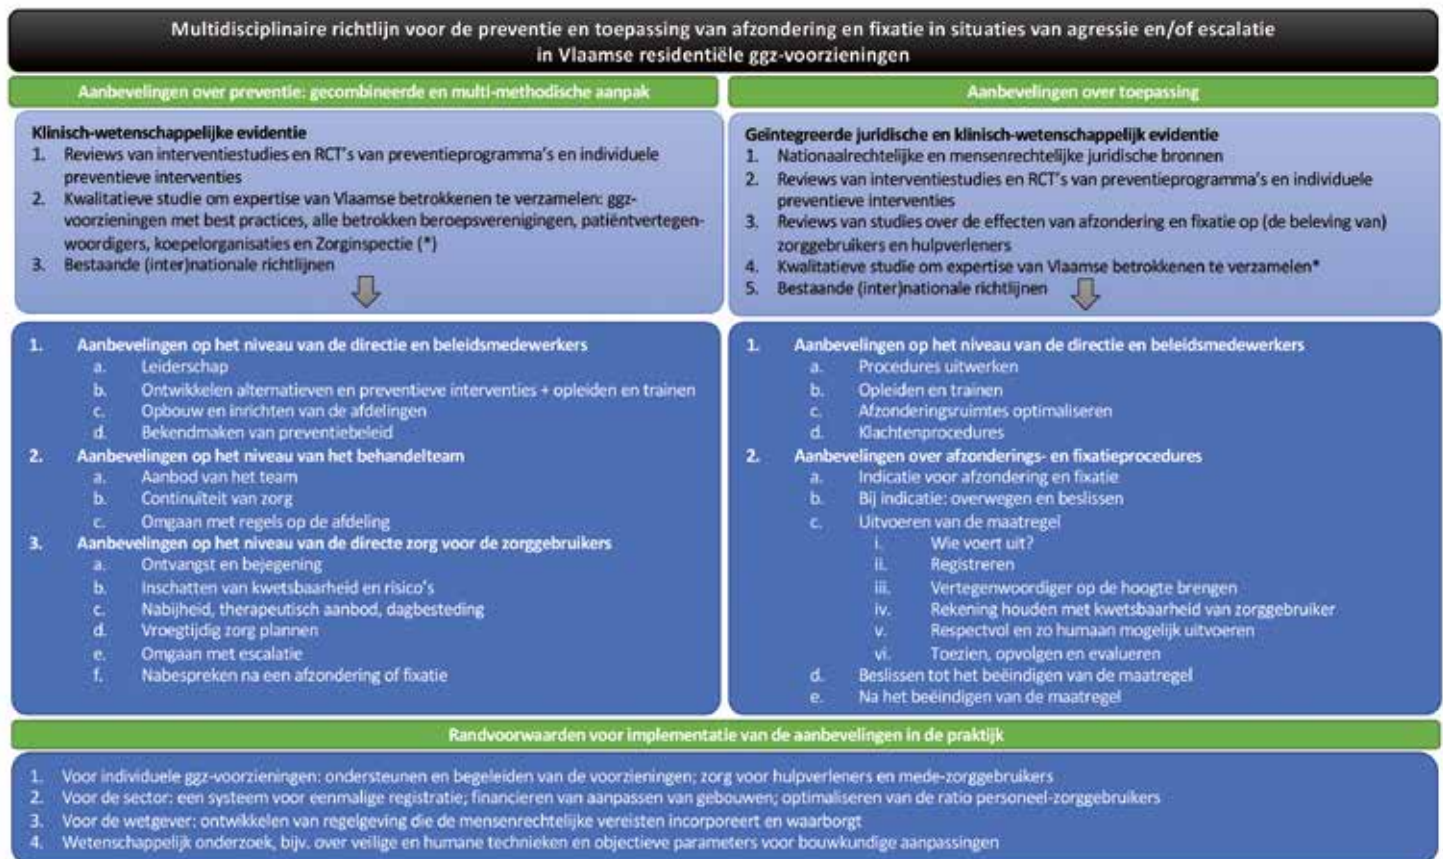 Multidisciplinaire richtlijn voor de preventie en toepassing van afzondering en fixatie in situaties van agressie en/of escalatie
in Vlaamse residentiële ggz-voorzieningen
Aanbevelingen over preventie: gecombineerde en multi-methodische aanpak
Klinisch-wetenschappelijke evidentie
1. Reviews van interventiestudies en RCT's van preventieprogramma's en individuele
preventieve interventies
2. Kwalitatieve studie om expertise van Vlaamse betrokkenen te verzamelen: ggz-
voorzieningen met best practices, alle betrokken beroepsverenigingen, patiëntvertegen-
woordigers, koepelorganisaties en Zorginspectie (*)
3. Bestaande (inter)nationale richtlijnen
1. Aanbevelingen op het niveau van de directie en beleidsmedewerkers
a. Leiderschap
b. Ontwikkelen alternatieven en preventieve interventies + opleiden en trainen
c. Opbouw en inrichten van de afdelingen
d. Bekendmaken van preventiebeleid
2. Aanbevelingen op het niveau van het behandelteam
a. Aanbod van het team
b. Continuïteit van zorg
c. Omgaan met regels op de afdeling
3. Aanbevelingen op het niveau van de directe zorg voor de zorggebruikers
a. Ontvangst en bejegening
b. Inschatten van kwetsbaarheid en risico's
c. Nabijheid, therapeutisch aanbod, dagbesteding
d. Vroegtijdig zorg plannen
e. Omgaan met escalatie
f. Nabespreken na een afzondering of fixatie
Aanbevelingen over toepassing
Geïntegreerde juridische en klinisch-wetenschappelijk evidentie
1. Nationaalrechtelijke en mensenrechtelijke juridische bronnen
2. Reviews van interventiestudies en RCT's van preventieprogramma's en individuele
preventieve interventies
3. Reviews van studies over de effecten van afzondering en fixatie op (de beleving van)
zorggebruikers en hulpverleners
4. Kwalitatieve studie om expertise van Vlaamse betrokkenen te verzamelen*
5. Bestaande (inter)nationale richtlijnen
1. Aanbevelingen op het niveau van de directie en beleidsmedewerkers
a. Procedures uitwerken
b. Opleiden en trainen
c. Afzonderingsruimtes optimaliseren
d. Klachtenprocedures
2. Aanbevelingen over afzonderings- en fixatieprocedures
a. Indicatie voor afzondering en fixatie
b. Bij indicatie: overwegen en beslissen
c. Uitvoeren van de maatregel
i. Wie voert uit?
ii. Registreren
iii. Vertegenwoordiger op de hoogte brengen
iv. Rekening houden met kwetsbaarheid van zorggebruiker
v. Respectvol en zo humaan mogelijk uitvoeren
vi. Toezien, opvolgen en evalueren
d. Beslissen tot het beëindigen van de maatregel
e. Na het beëindigen van de maatregel
Randvoorwaarden voor implementatie van de aanbevelingen in de praktijk
1. Voor individuele ggz-voorzieningen: ondersteunen en begeleiden van de voorzieningen; zorg voor hulpverleners en mede-zorggebruikers
2. Voor de sector: een systeem voor eenmalige registratie; financieren van aanpassen van gebouwen; optimaliseren van de ratio personeel-zorggebruikers
3. Voor de wetgever: ontwikkelen van regelgeving die de mensenrechtelijke vereisten incorporeert en waarborgt
4. Wetenschappelijk onderzoek, bijv. over veilige en humane technieken en objectieve parameters voor bouwkundige aanpassingen